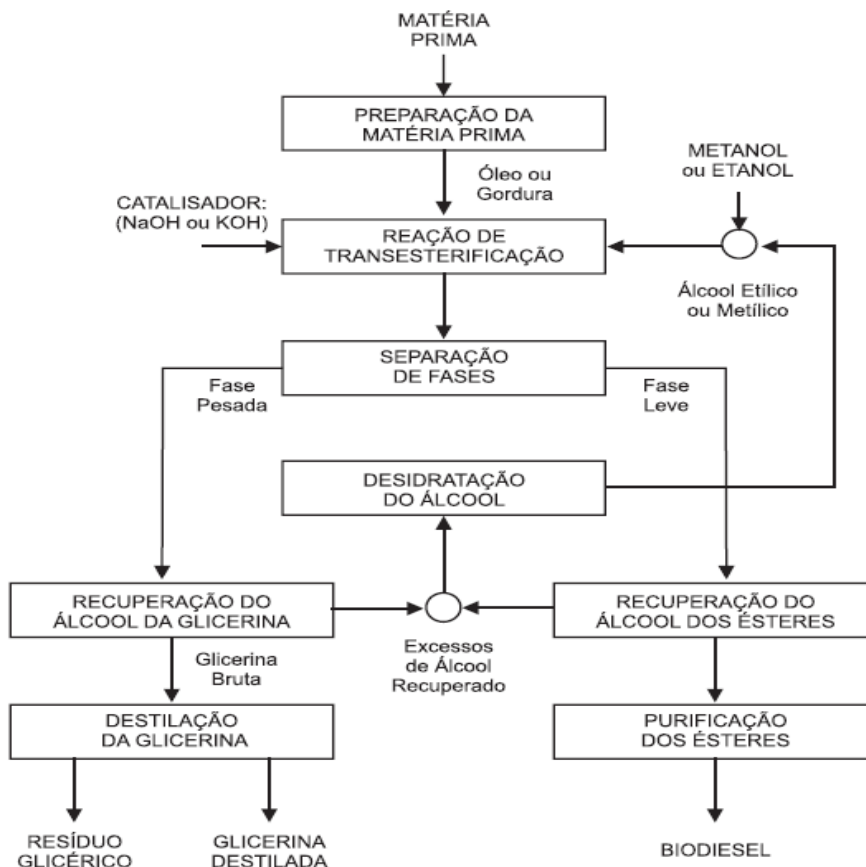 MATÉRIA
PRIMA
PREPARAÇÃO DA
MATÉRIA PRIMA
Óleo ou
Gordura
METANOL
ou ETANOL
CATALISADOR:
(NaOH ou KOH)
REAÇÃO DE
TRANSESTERIFICAÇÃO
Álcool Etílico
ou Metílico
SEPARAÇÃO
DE FASES
Fase
Pesada
Fase
Leve
DESIDRATAÇÃO
DO ÁLCOOL
RECUPERAÇÃO DO
ÁLCOOL DA GLICERINA
RECUPERAÇÃO DO
ÁLCOOL DOS ÉSTERES
Excessos
de Álcool
Recuperado
Glicerina
Bruta
DESTILAÇÃO
DA GLICERINA
PURIFICAÇÃO
DOS ÉSTERES
RESÍDUO
GLICÉRICO
GLICERINA
DESTILADA
BIODIESEL